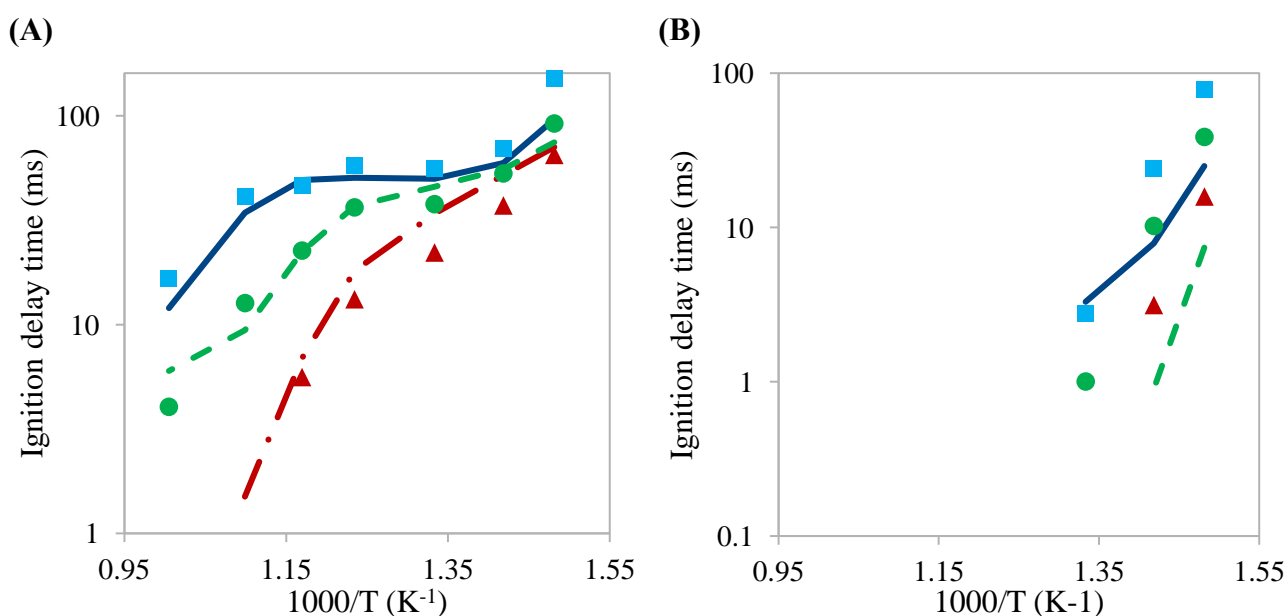 (A)
Ignition delay time (ms)
100
10
1
0.95 1.15 1.35 1.55
1000/T (K⁻¹)
(B)
Ignition delay time (ms)
100
10
1
0.1
0.95 1.15 1.35 1.55
1000/T (K-1)